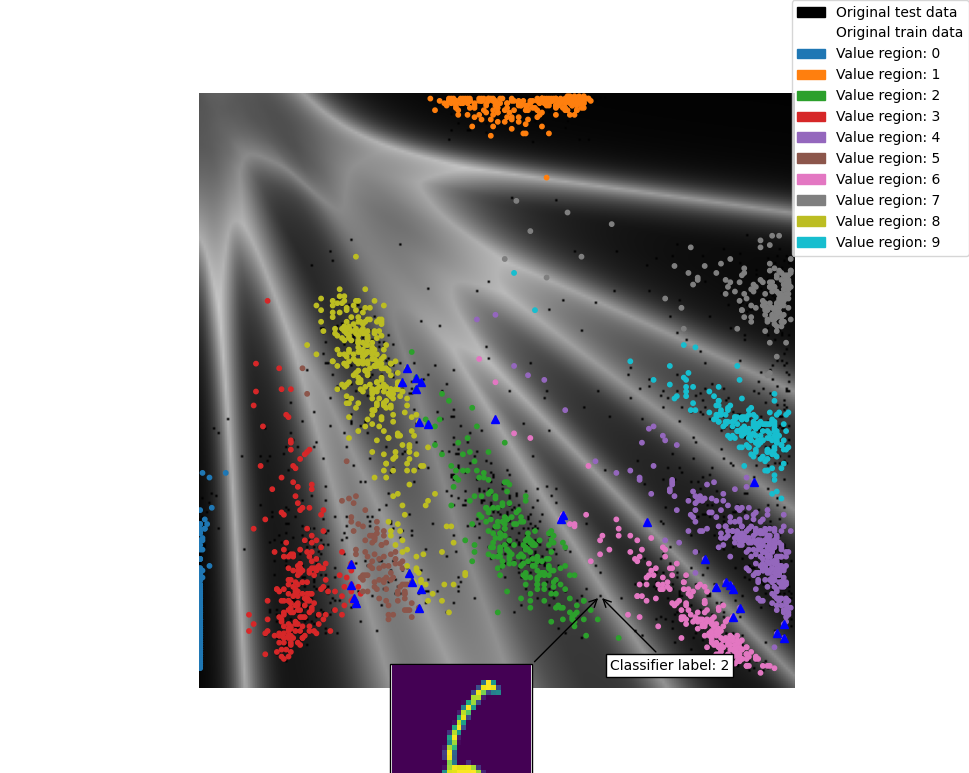 Original test data
Original train data
Value region: 0
Value region: 1
Value region: 2
Value region: 3
Value region: 4
Value region: 5
Value region: 6
Value region: 7
Value region: 8
Value region: 9
Classifier label: 2